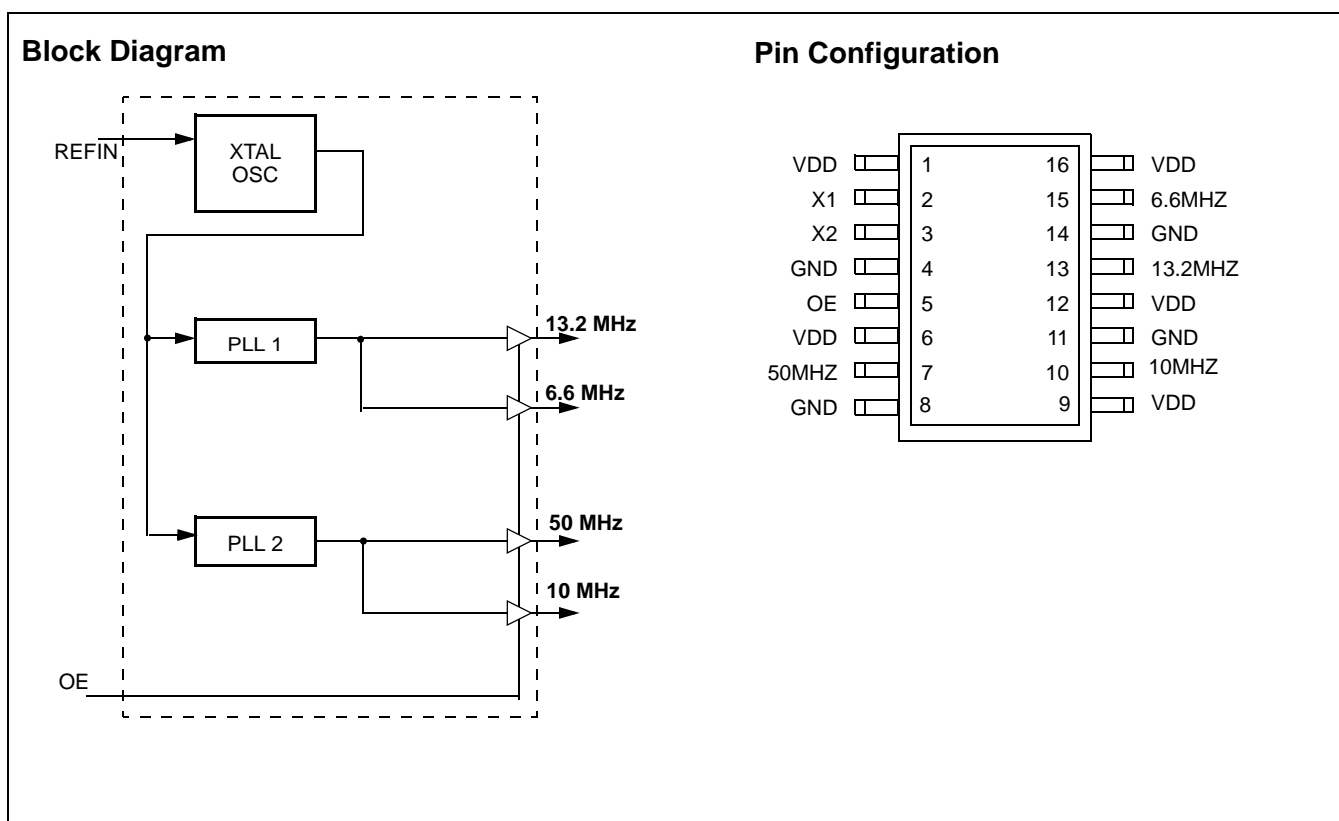 Block Diagram
REFIN
XTAL
OSC
PLL 1
13.2 MHz
6.6 MHz
PLL 2
50 MHz
10 MHz
OE
Pin Configuration
VDD 1 16 VDD
X1 2 15 6.6MHZ
X2 3 14 GND
GND 4 13 13.2MHZ
OE 5 12 VDD
VDD 6 11 GND
50MHZ 7 10 10MHZ
GND 8 9 VDD